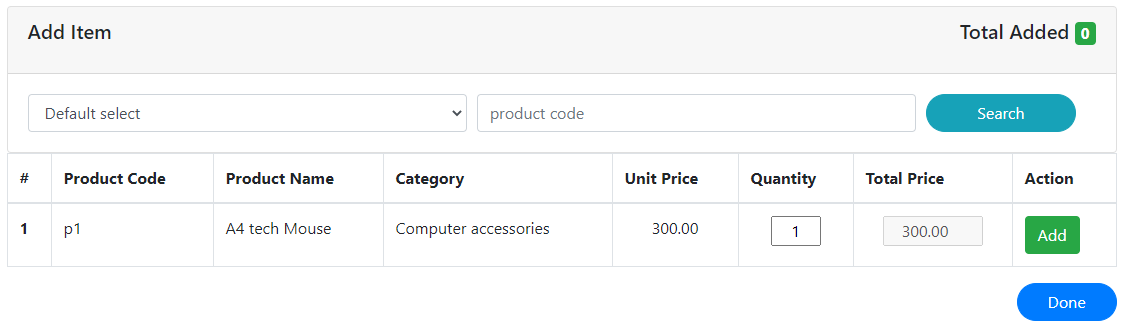 Add Item Total Added 0
Default select product code Search
# Product Code Product Name Category Unit Price Quantity Total Price Action
1 p1 A4 tech Mouse Computer accessories 300.00 1 300.00 Add
Done